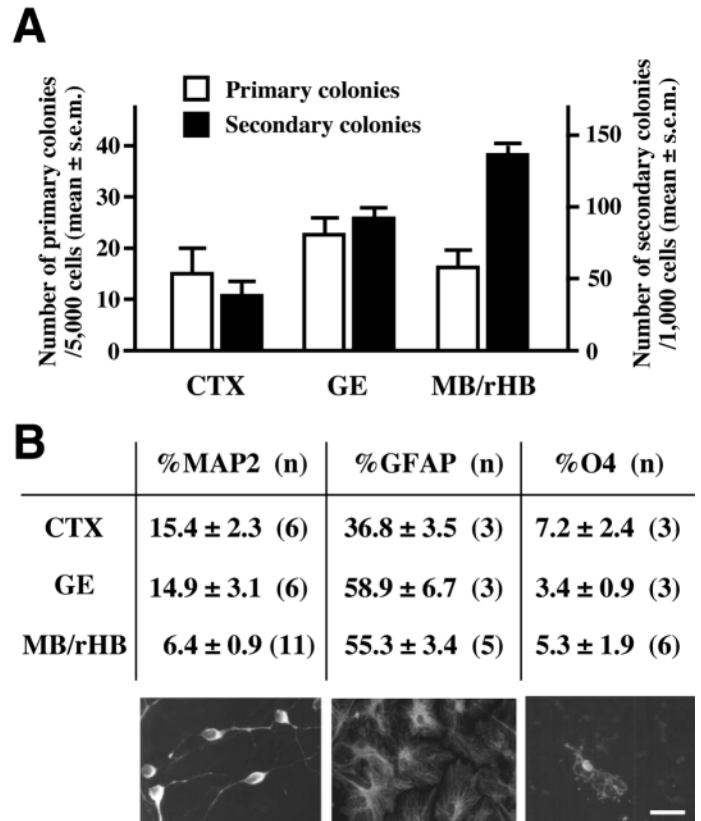 A
Number of primary colonies
/5,000 cells (mean ± s.e.m.)
40
30
20
10
0
Primary colonies
Secondary colonies
150
100
50
0
Number of secondary colonies
/1,000 cells (mean ± s.e.m.)
CTX GE MB/rHB
B
%MAP2 (n) %GFAP (n) %O4 (n)
CTX 15.4 ± 2.3 (6) 36.8 ± 3.5 (3) 7.2 ± 2.4 (3)
GE 14.9 ± 3.1 (6) 58.9 ± 6.7 (3) 3.4 ± 0.9 (3)
MB/rHB 6.4 ± 0.9 (11) 55.3 ± 3.4 (5) 5.3 ± 1.9 (6)